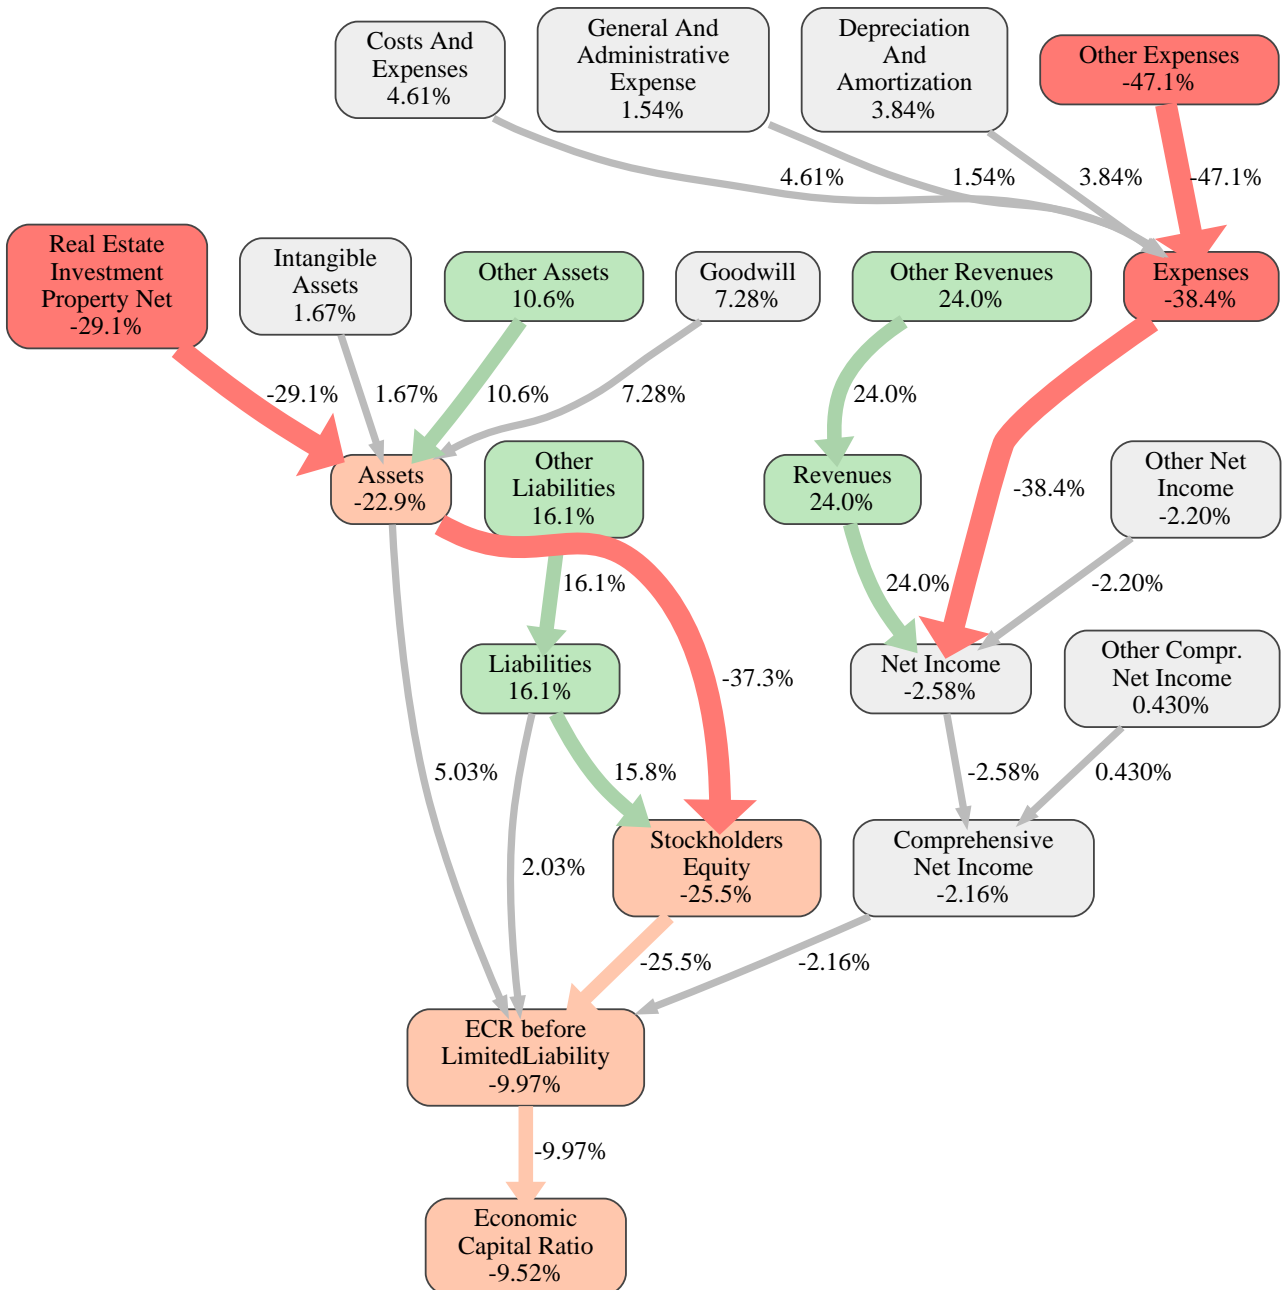 Costs And
Expenses
4.61%
General And
Administrative
Expense
1.54%
Depreciation
And
Amortization
3.84%
Other Expenses
-47.1%
4.61%
1.54%
3.84%
-47.1%
Real Estate
Investment
Property Net
-29.1%
Intangible
Assets
1.67%
Other Assets
10.6%
Goodwill
7.28%
Other Revenues
24.0%
Expenses
-38.4%
-29.1%
1.67%
10.6%
7.28%
24.0%
-38.4%
Assets
-22.9%
Other
Liabilities
16.1%
Revenues
24.0%
Other Net
Income
-2.20%
16.1%
24.0%
-2.20%
Liabilities
16.1%
-37.3%
Net Income
-2.58%
Other Compr.
Net Income
0.430%
5.03%
15.8%
-2.58%
0.430%
2.03%
Stockholders
Equity
-25.5%
Comprehensive
Net Income
-2.16%
-25.5%
-2.16%
ECR before
LimitedLiability
-9.97%
-9.97%
Economic
Capital Ratio
-9.52%